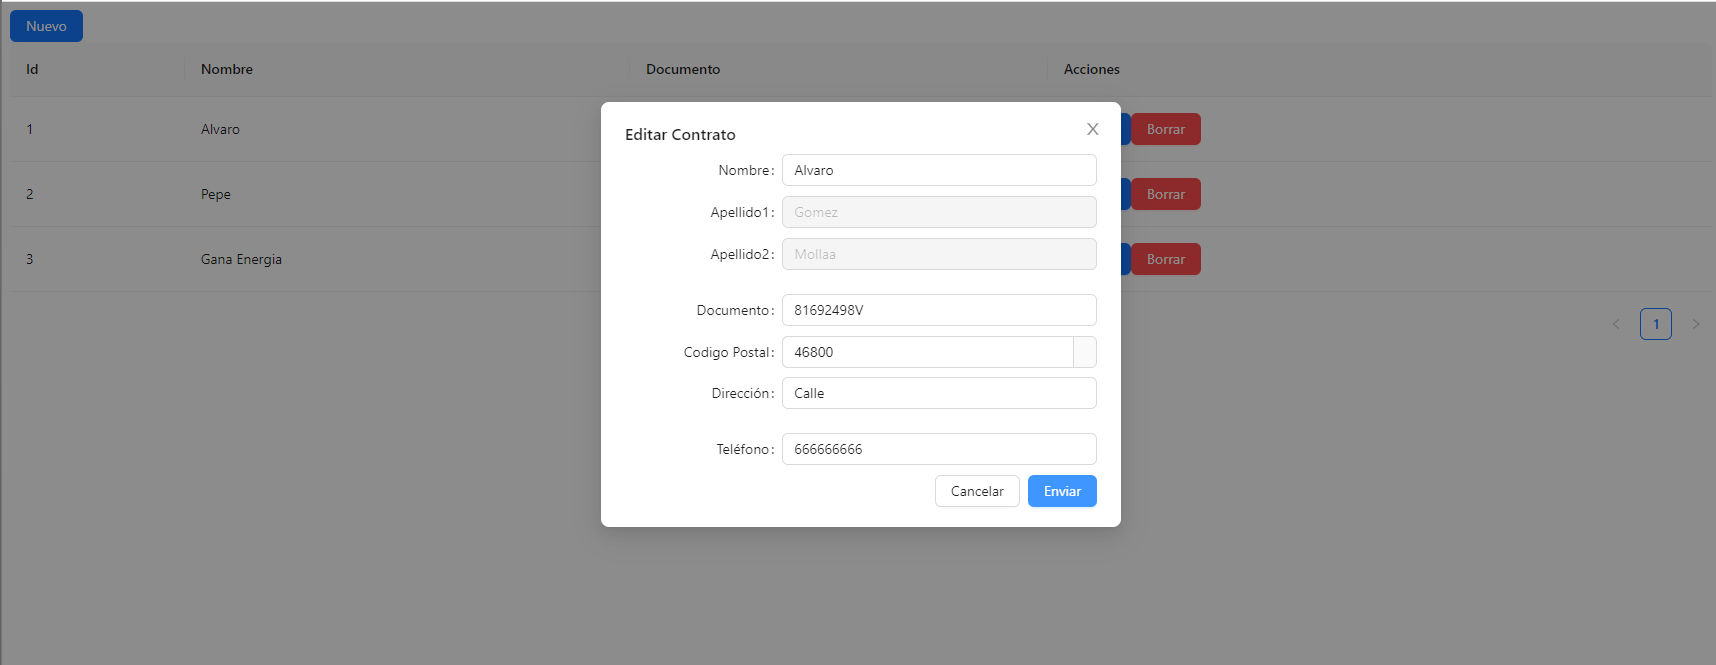 Nuevo
Id Nombre Documento Acciones
1 Alvaro Borrar
2 Pepe Borrar
3 Gana Energia Borrar
1
Editar Contrato
Nombre: Alvaro
Apellido1: Gomez
Apellido2: Mollaa
Documento: 81692498V
Codigo Postal: 46800
Dirección: Calle
Teléfono: 666666666
Cancelar Enviar